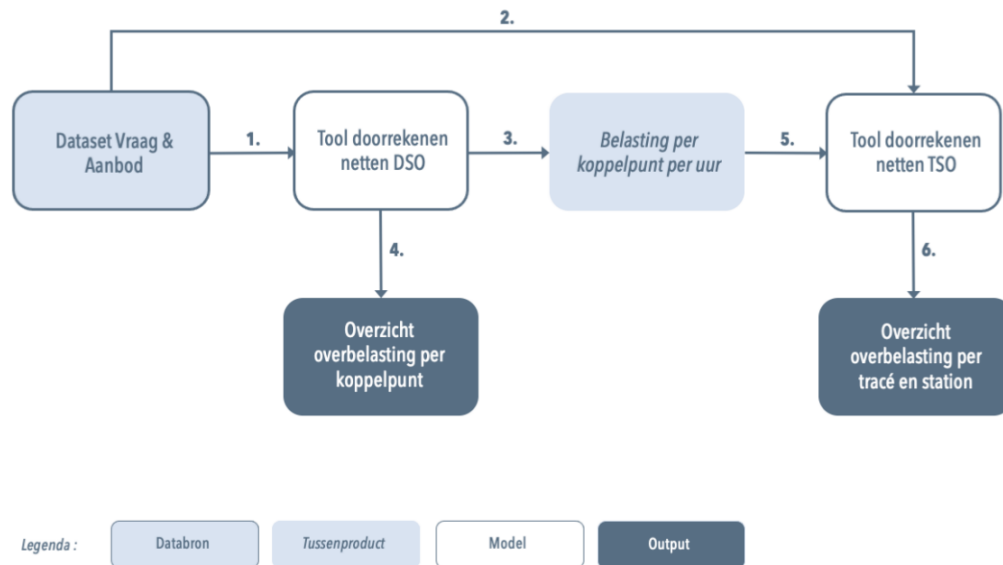 2.
Dataset Vraag &
Aanbod
1.
Tool doorrekenen
netten DSO
3.
Belasting per
koppelpunt per uur
5.
Tool doorrekenen
netten TSO
4.
6.
Overzicht
overbelasting per
koppelpunt
Overzicht
overbelasting per
tracé en station
Legenda :
Databron
Tussenproduct
Model
Output